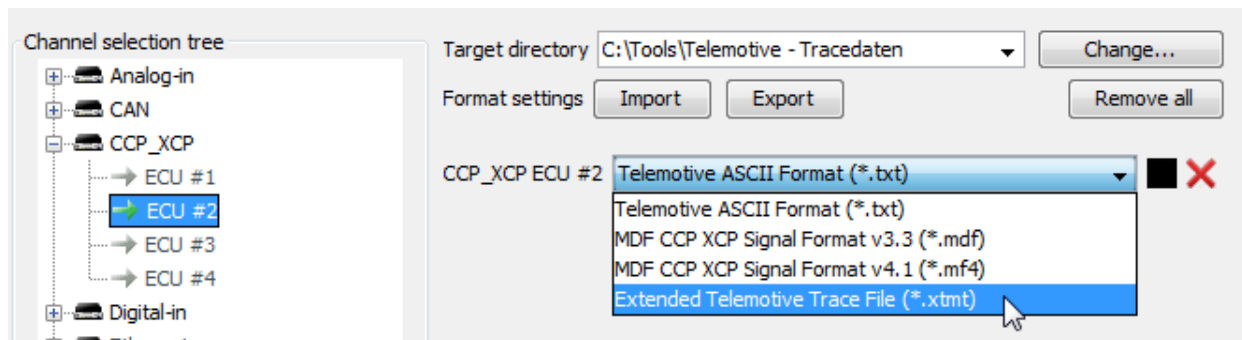 Channel selection tree
Analog-in
CAN
CCP_XCP
ECU #1
ECU #2
ECU #3
ECU #4
Digital-in
Target directory C:\Tools\Telemotive - Tracedaten Change...
Format settings Import Export Remove all
CCP_XCP ECU #2 Telemotive ASCII Format (*.txt)
Telemotive ASCII Format (*.txt)
MDF CCP XCP Signal Format v3.3 (*.mdf)
MDF CCP XCP Signal Format v4.1 (*.mf4)
Extended Telemotive Trace File (*.xtmt)